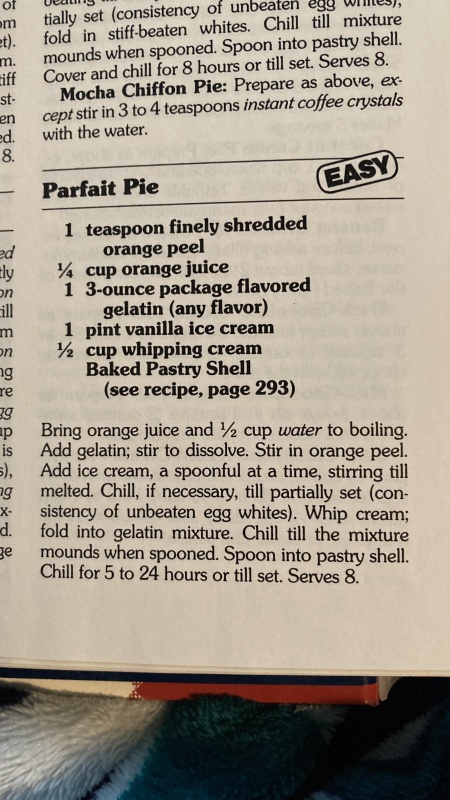 of
tially set (consistency of unbeaten egg whites);
fold in stiff-beaten whites. Chill till mixture
mounds when spooned. Spoon into pastry shell.
Cover and chill for 8 hours or till set. Serves 8.
Mocha Chiffon Pie: Prepare as above, ex-
cept stir in 3 to 4 teaspoons instant coffee crystals
with the water.
Parfait Pie
EASY
1 teaspoon finely shredded
orange peel
¼ cup orange juice
1 3-ounce package flavored
gelatin (any flavor)
1 pint vanilla ice cream
½ cup whipping cream
Baked Pastry Shell
(see recipe, page 293)
Bring orange juice and ½ cup water to boiling.
Add gelatin; stir to dissolve. Stir in orange peel.
Add ice cream, a spoonful at a time, stirring till
melted. Chill, if necessary, till partially set (con-
sistency of unbeaten egg whites). Whip cream;
fold into gelatin mixture. Chill till the mixture
mounds when spooned. Spoon into pastry shell.
Chill for 5 to 24 hours or till set. Serves 8.